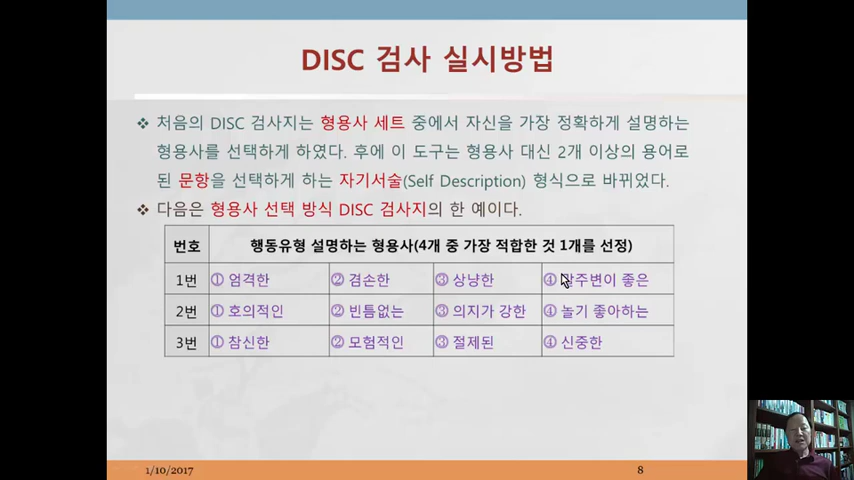 DISC 검사 실시방법
❖ 처음의 DISC 검사지는 형용사 세트 중에서 자신을 가장 정확하게 설명하는
형용사를 선택하게 하였다. 후에 이 도구는 형용사 대신 2개 이상의 용어로
된 문항을 선택하게 하는 자기서술(Self Description) 형식으로 바뀌었다.
❖ 다음은 형용사 선택 방식 DISC 검사지의 한 예이다.
번호 행동유형 설명하는 형용사(4개 중 가장 적합한 것 1개를 선정)
1번 ① 엄격한 ② 겸손한 ③ 상냥한 ④ 좋은
2번 ① 호의적인 ② 빈틈없는 ③ 의지가 강한 ④ 놀기 좋아하는
3번 ① 참신한 ② 모험적인 ③ 절제된 ④ 신중한
1/10/2017 8